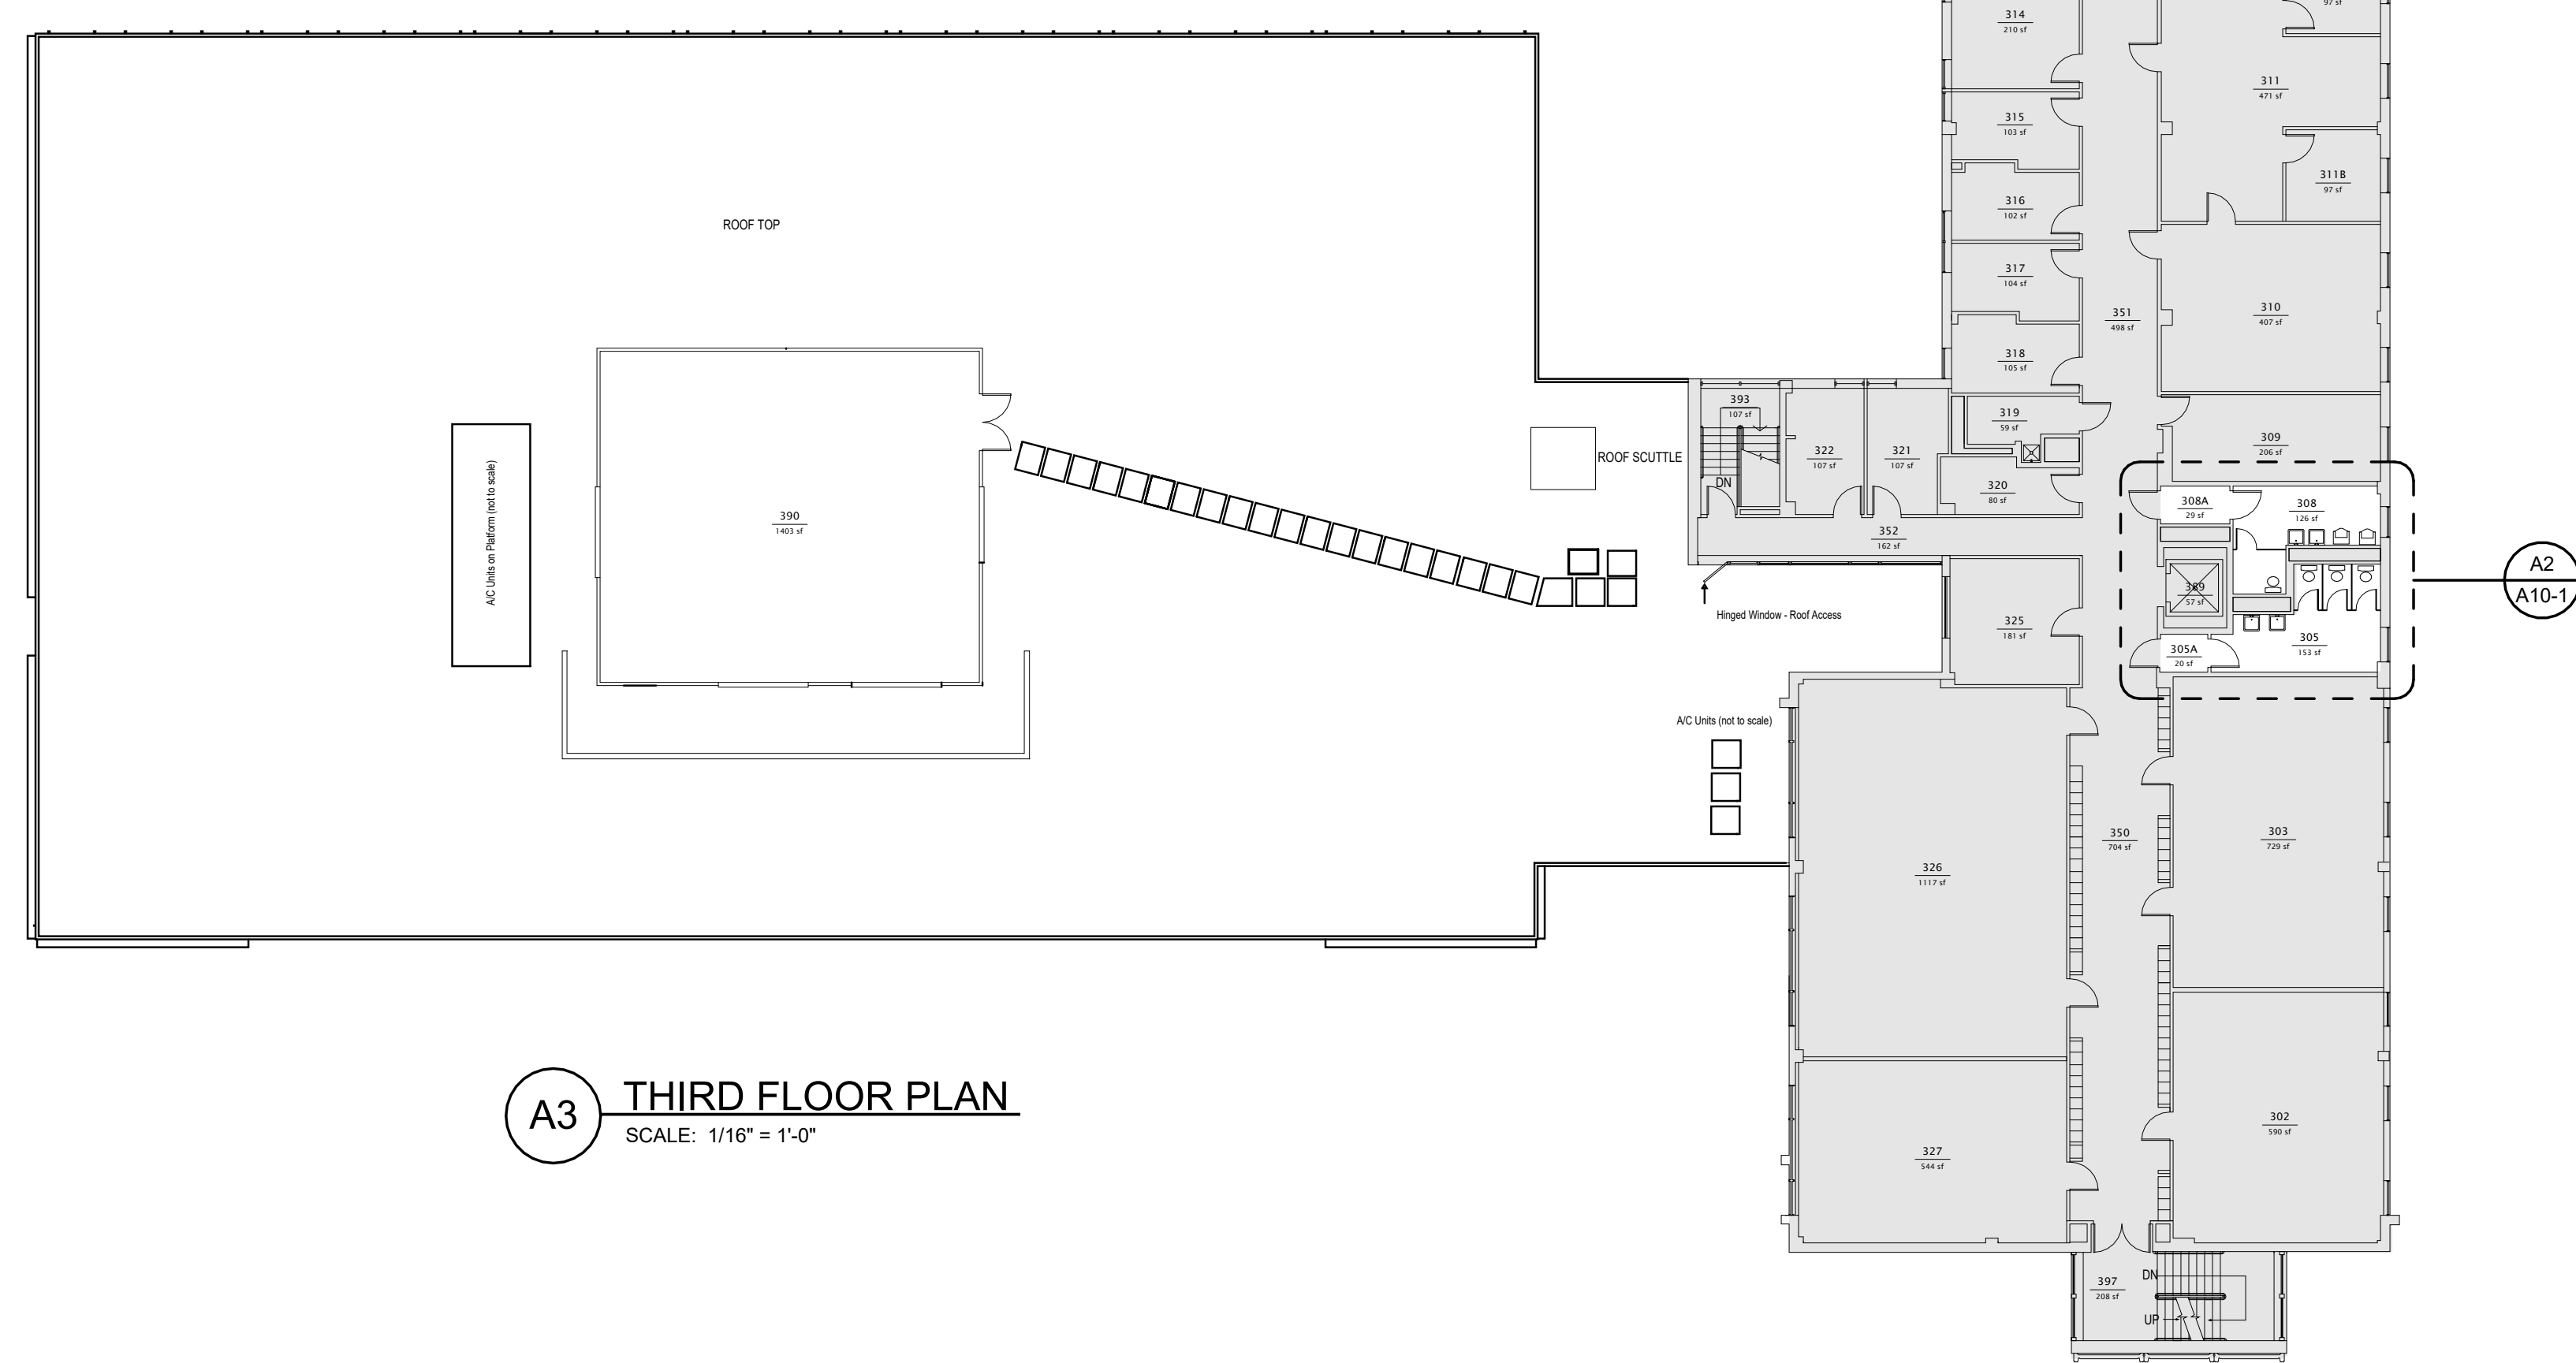 97 sf
314
210 sf
311
471 sf
315
103 sf
311B
97 sf
316
102 sf
ROOF TOP
317
104 sf
310
407 sf
351
498 sf
318
105 sf
393
107 sf
319
59 sf
309
206 sf
322
107 sf
321
107 sf
ROOF SCUTTLE
DN
320
80 sf
308A
29 sf
308
126 sf
390
1403 sf
352
162 sf
A/C Units on Platform (not to scale)
A2
A10-1
389
57 sf
Hinged Window - Roof Access
325
181 sf
305
153 sf
305A
20 sf
A/C Units (not to scale)
350
704 sf
303
729 sf
326
1117 sf
A3
THIRD FLOOR PLAN
SCALE: 1/16" = 1'-0"
302
590 sf
327
544 sf
397
208 sf
DN
UP